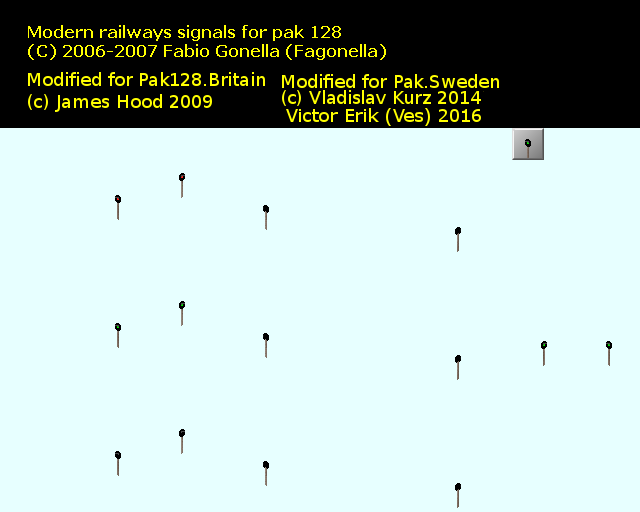 Modern railways signals for pak 128
(C) 2006-2007 Fabio Gonella (Fagonella)
Modified for Pak128.Britain
(c) James Hood 2009
Modified for Pak.Sweden
(c) Vladislav Kurz 2014
Victor Erik (Ves) 2016